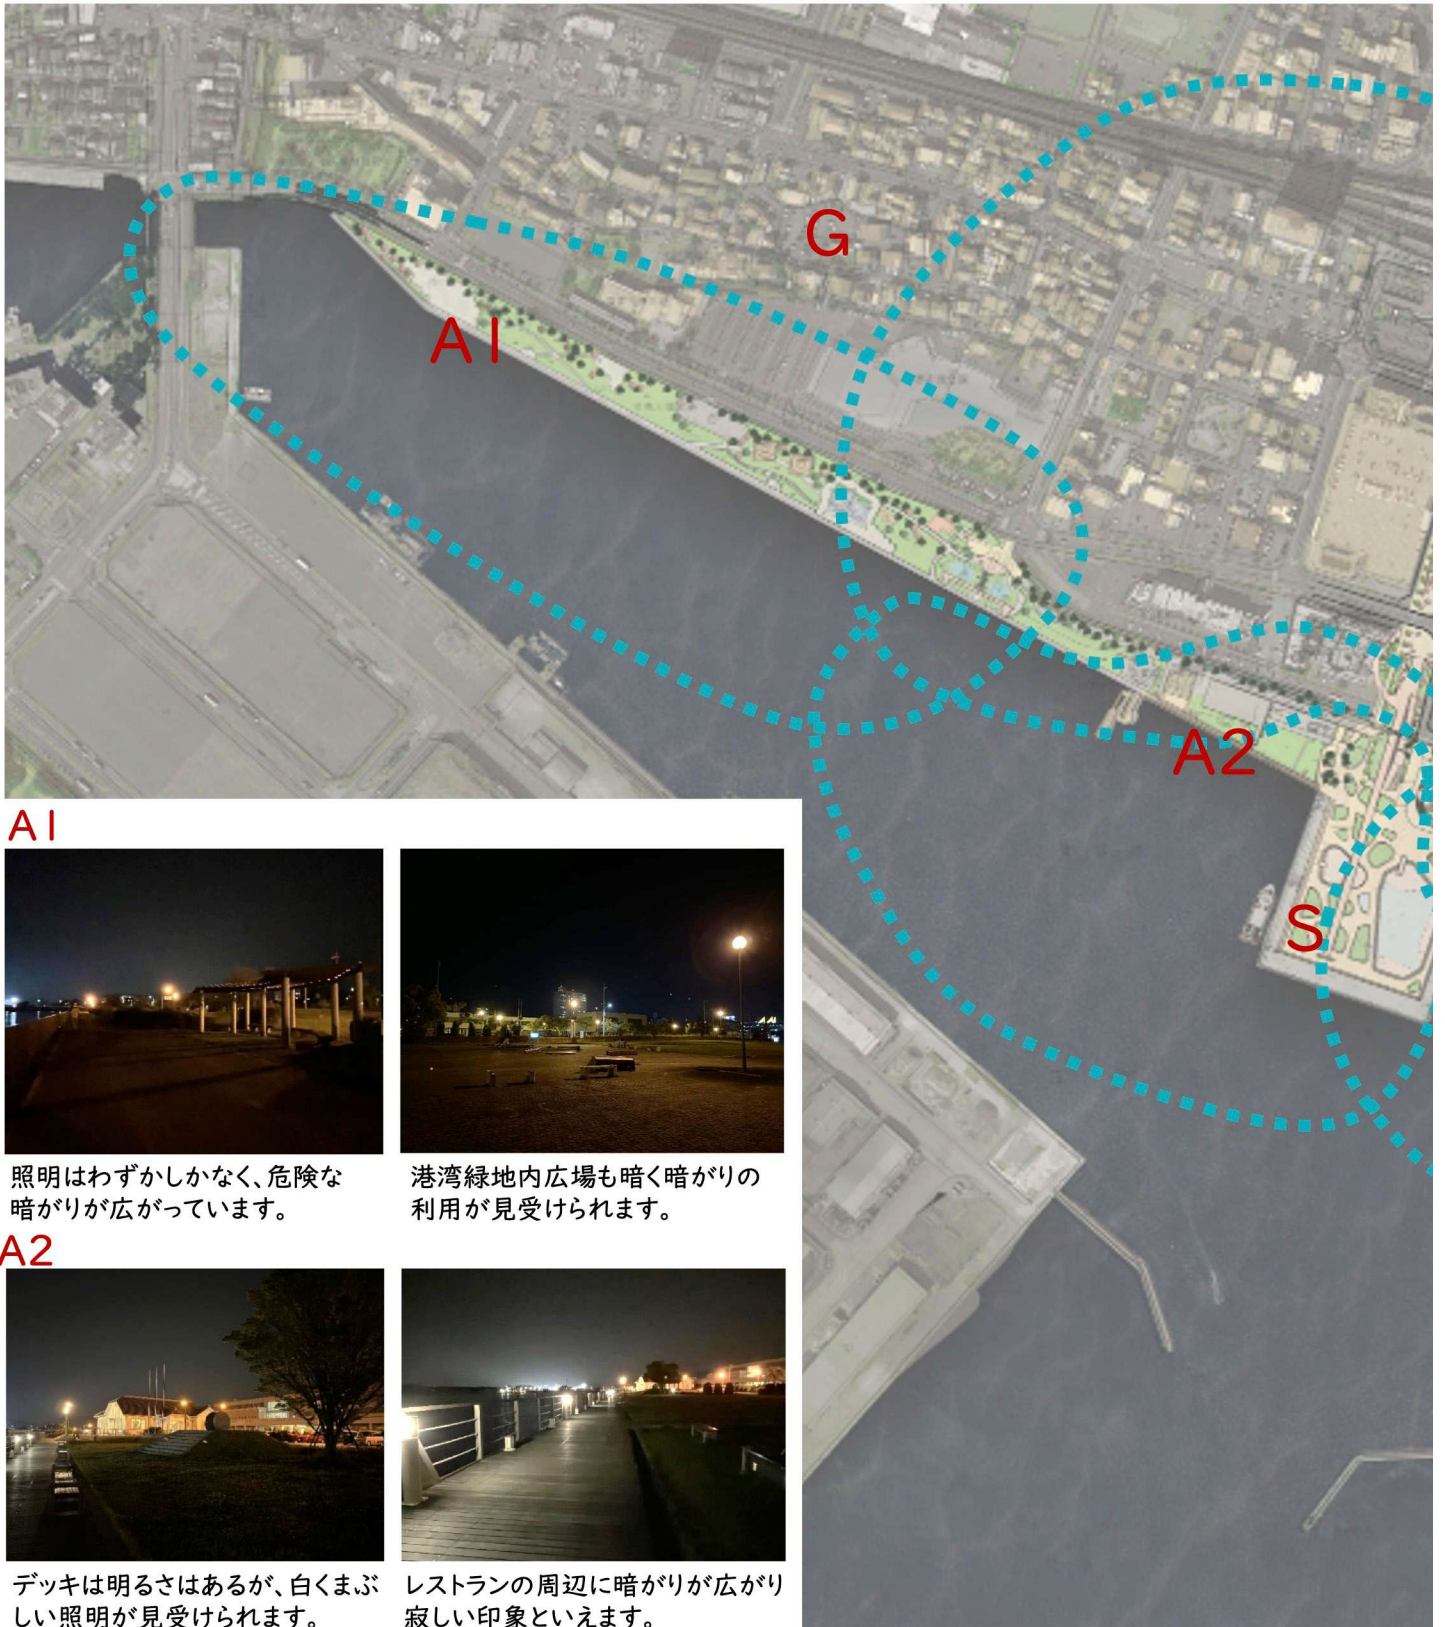 G
A1
A2
S
A1
照明はわずかしかなく、危険な
暗がりが広がっています。
港湾緑地内広場も暗く暗がりの
利用が見受けられます。
A2
デッキは明るさはあるが、白くまぶ
しい照明が見受けられます。
レストランの周辺に暗がりが広がり
寂しい印象といえます。